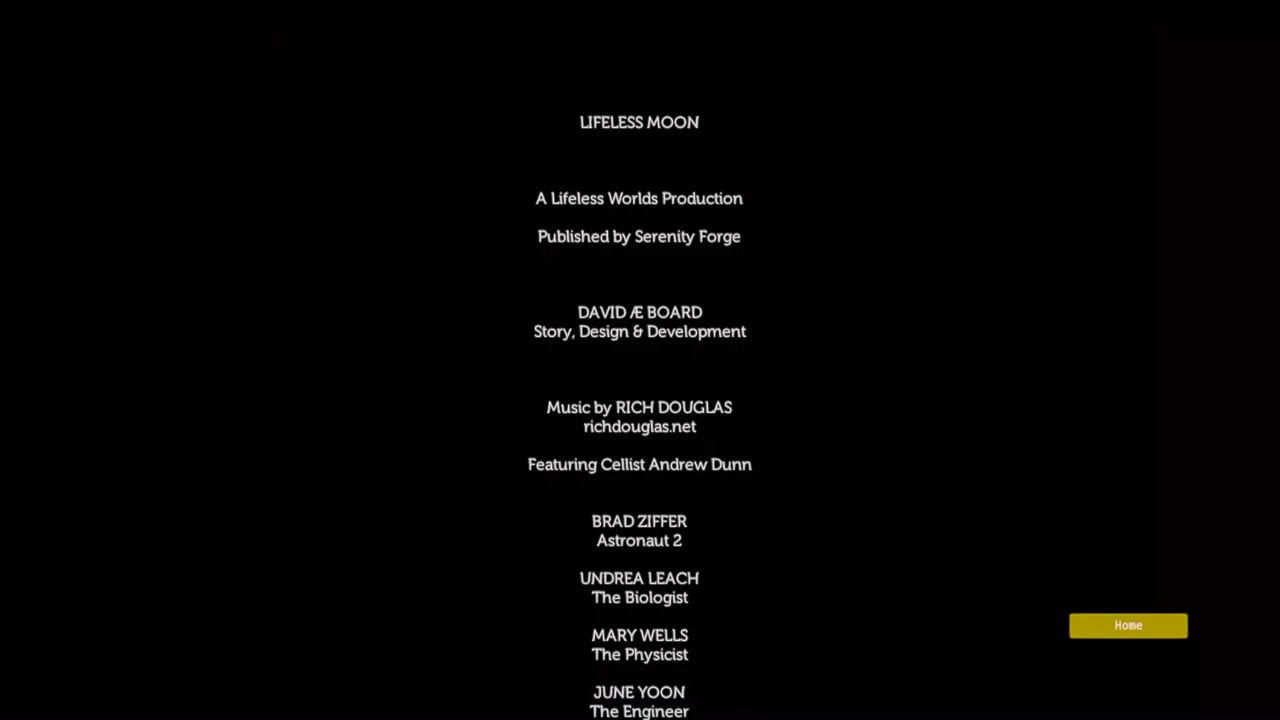 LIFELESS MOON
A Lifeless Worlds Production
Published by Serenity Forge
DAVID Æ BOARD
Story, Design & Development
Music by RICH DOUGLAS
richdouglas.net
Featuring Cellist Andrew Dunn
BRAD ZIFFER
Astronaut 2
UNDREA LEACH
The Biologist
MARY WELLS
The Physicist
Home
JUNE YOON
The Engineer